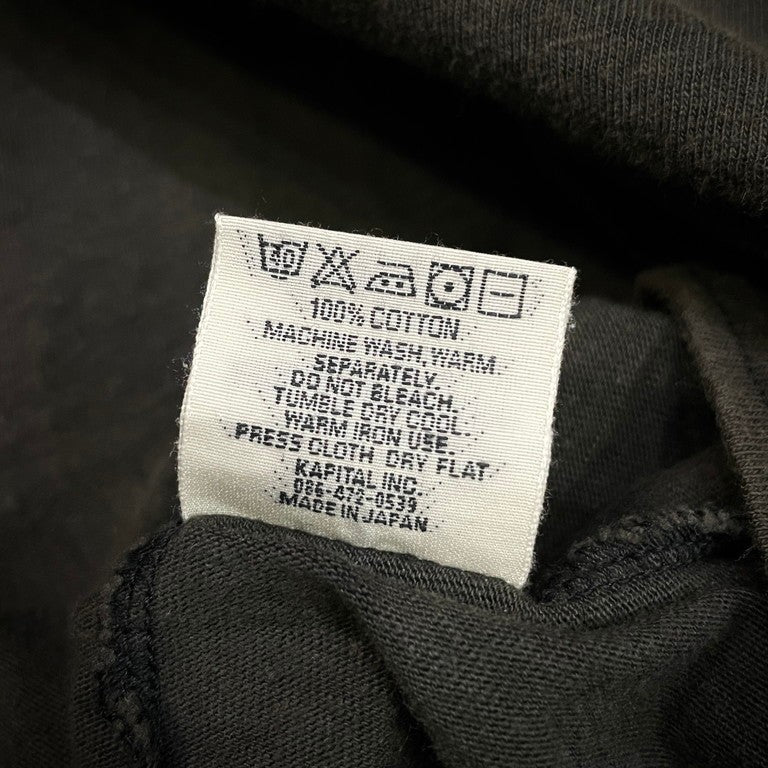 40
100% COTTON
MACHINE WASH, WARM
SEPARATELY.
DO NOT BLEACH.
TUMBLE DRY COOL.
WARM IRON USE.
PRESS CLOTH DRY FLAT
KAPITAL INC.
086-472-0539
MADE IN JAPAN